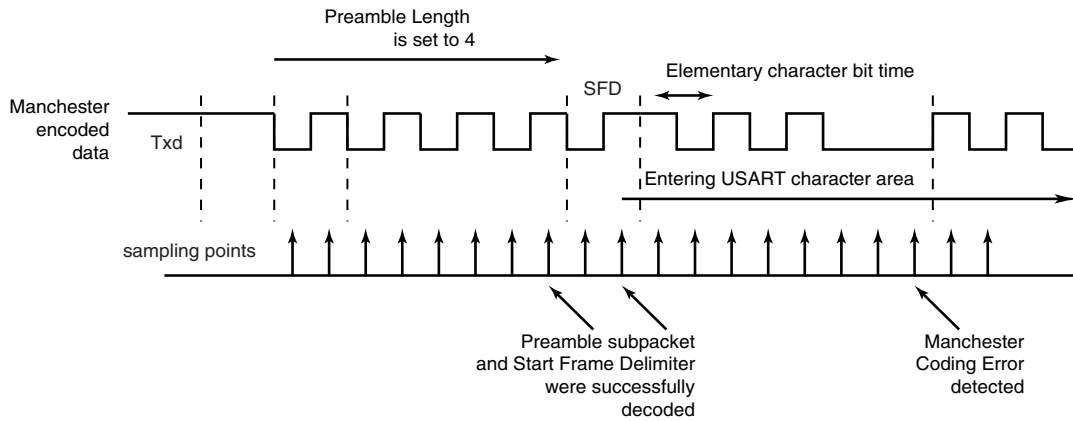 Preamble Length
is set to 4
Elementary character bit time
SFD
Manchester
encoded
data
Txd
Entering USART character area
sampling points
Preamble subpacket
and Start Frame Delimiter
were successfully
decoded
Manchester
Coding Error
detected